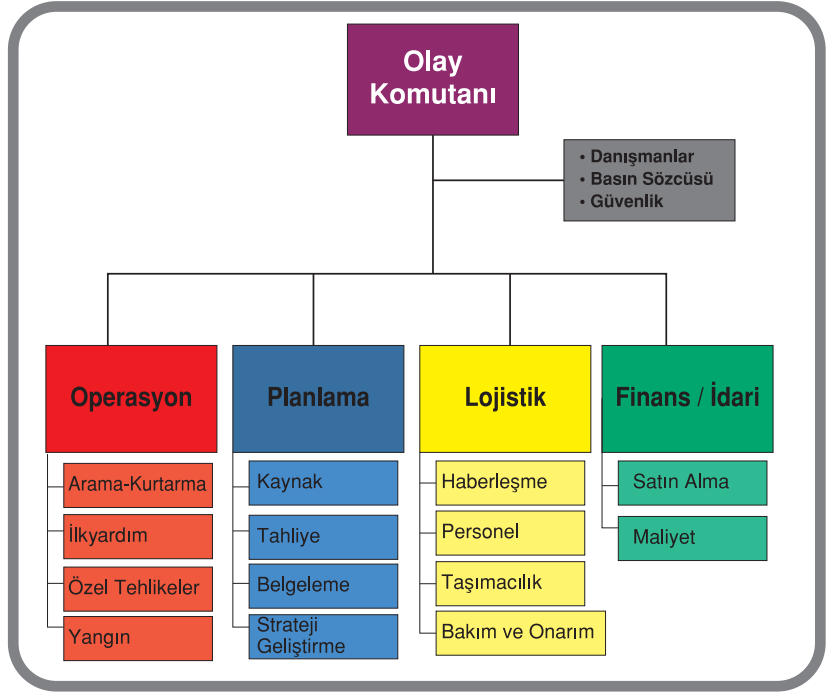 Olay
Komutanı
• Danışmanlar
• Basın Sözcüsü
• Güvenlik
Operasyon
Arama-Kurtarma
İlkyardım
Özel Tehlikeler
Yangın
Planlama
Kaynak
Tahliye
Belgeleme
Strateji
Geliştirme
Lojistik
Haberleşme
Personel
Taşımacılık
Bakım ve Onarım
Finans / İdari
Satın Alma
Maliyet